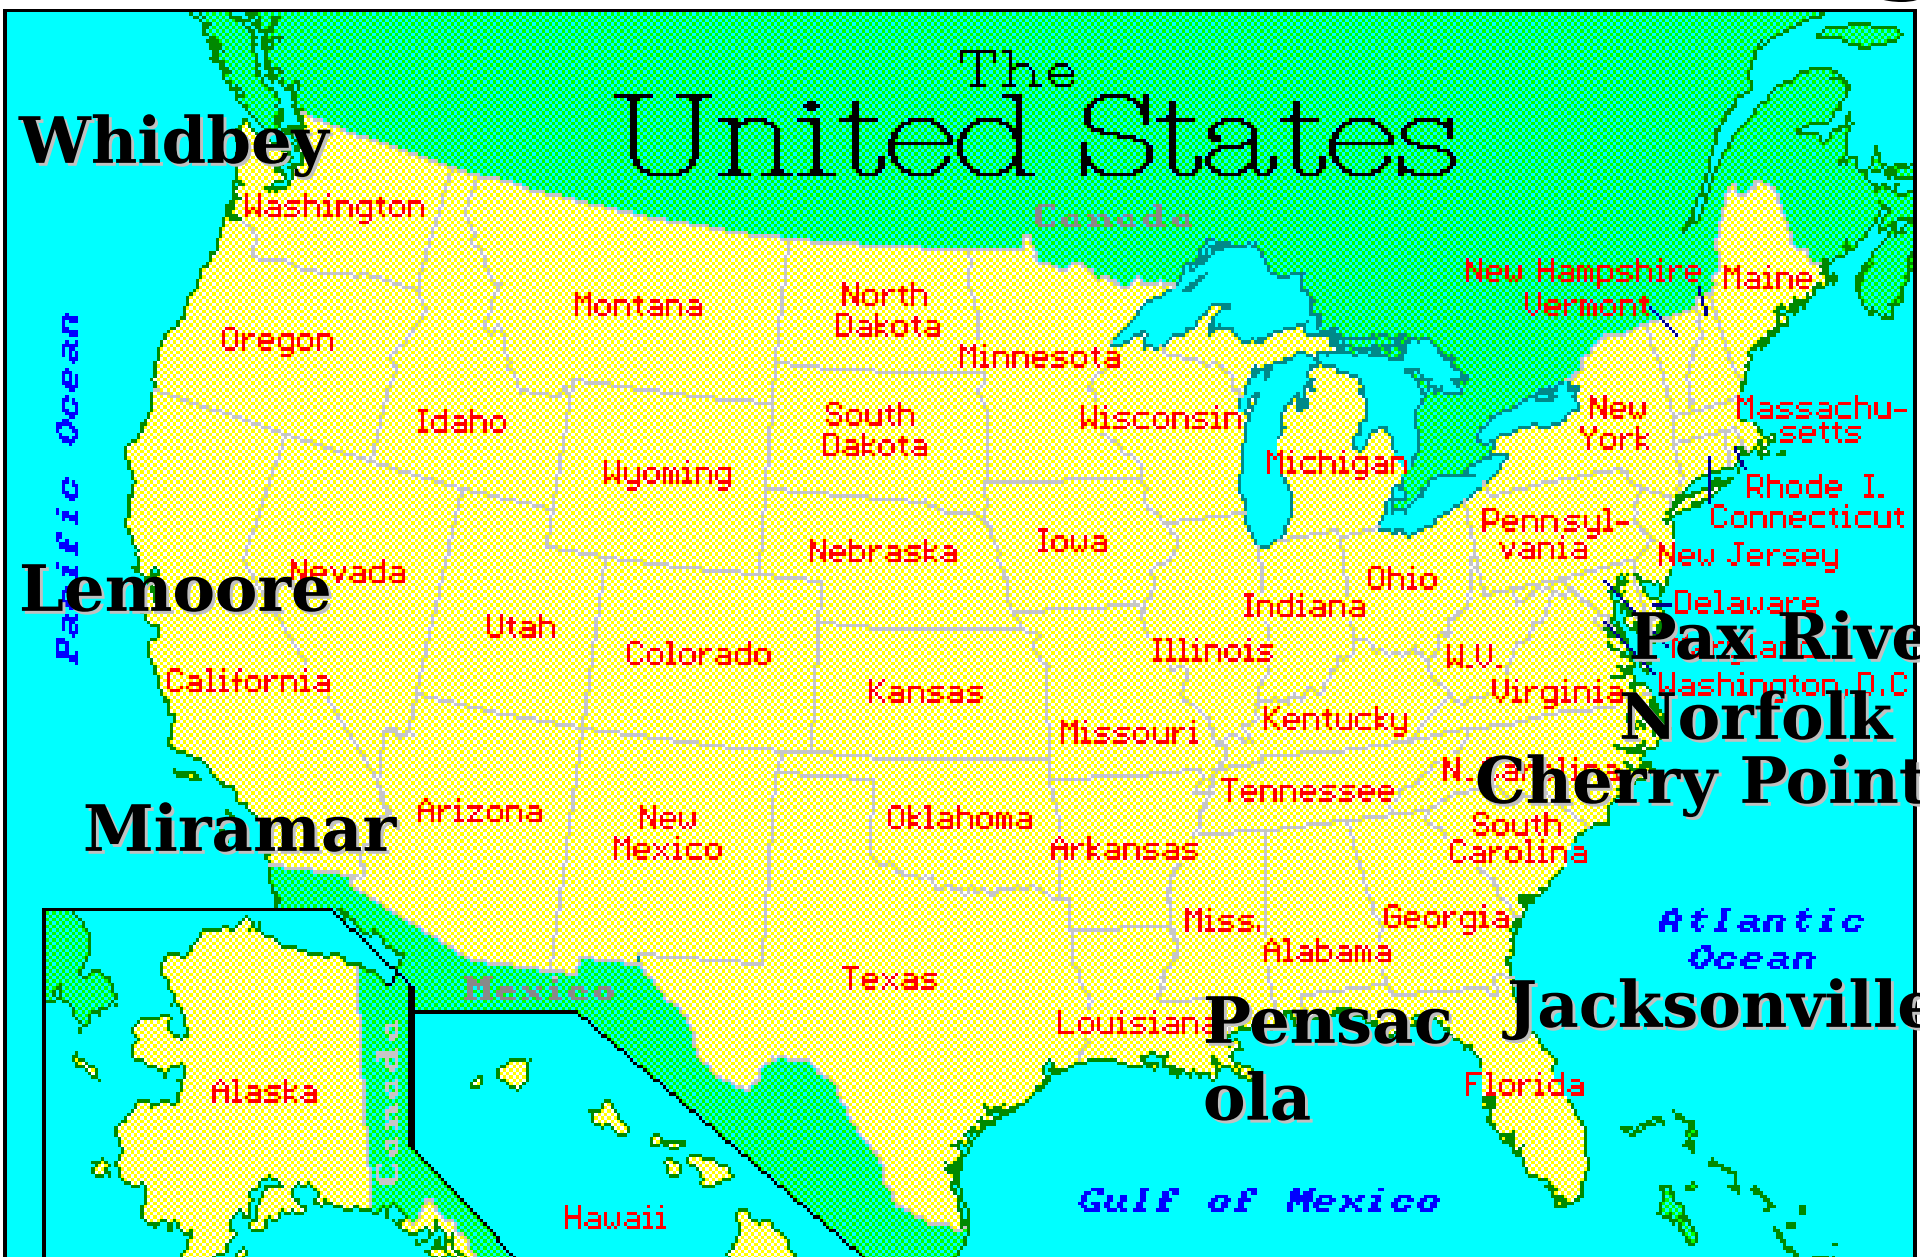 The
United States
Whidbey
Washington
Canada
New Hampshire
Vermont
Maine
Montana
North
Dakota
Minnesota
Oregon
Idaho
South
Dakota
Wisconsin
New
York
Massachu-
setts
Michigan
Wyoming
Rhode I.
Connecticut
Pennsyl-
vania
New Jersey
Pacific Ocean
Nebraska
Iowa
Ohio
Nevada
Lemoore
Indiana
Delaware
Utah
Colorado
Illinois
W.V.
Pax Rive
Maryland
California
Kansas
Virginia
Washington,D.C
Norfolk
Missouri
Kentucky
N. Carolina
Cherry Point
Tennessee
Miramar
Arizona
New
Mexico
Oklahoma
Arkansas
South
Carolina
Miss.
Alabama
Georgia
Atlantic
Ocean
Mexico
Texas
Louisiana
Pensac
ola
Jacksonville
Florida
Alaska
Canada
Hawaii
Gulf of Mexico